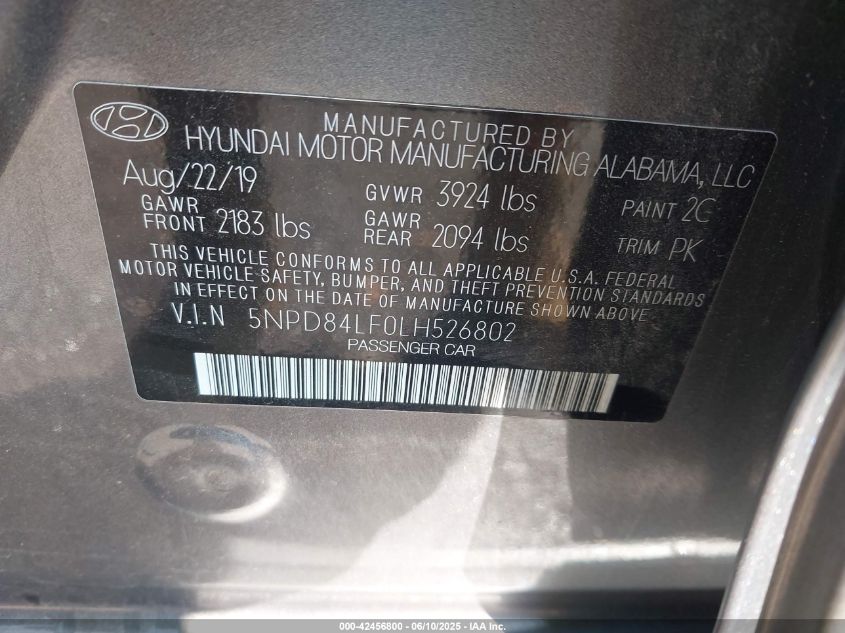 MANUFACTURED BY
HYUNDAI MOTOR MANUFACTURING ALABAMA, LLC
Aug/22/19 GVWR 3924 lbs PAINT 2C
GAWR FRONT 2183 lbs GAWR REAR 2094 lbs TRIM PK
THIS VEHICLE CONFORMS TO ALL APPLICABLE U.S.A. FEDERAL
MOTOR VEHICLE SAFETY, BUMPER, AND THEFT PREVENTION STANDARDS
IN EFFECT ON THE DATE OF MANUFACTURE SHOWN ABOVE.
V.I.N 5NPD84LF0LH526802
PASSENGER CAR
000-42456800 - 06/10/2025 - IAA Inc.